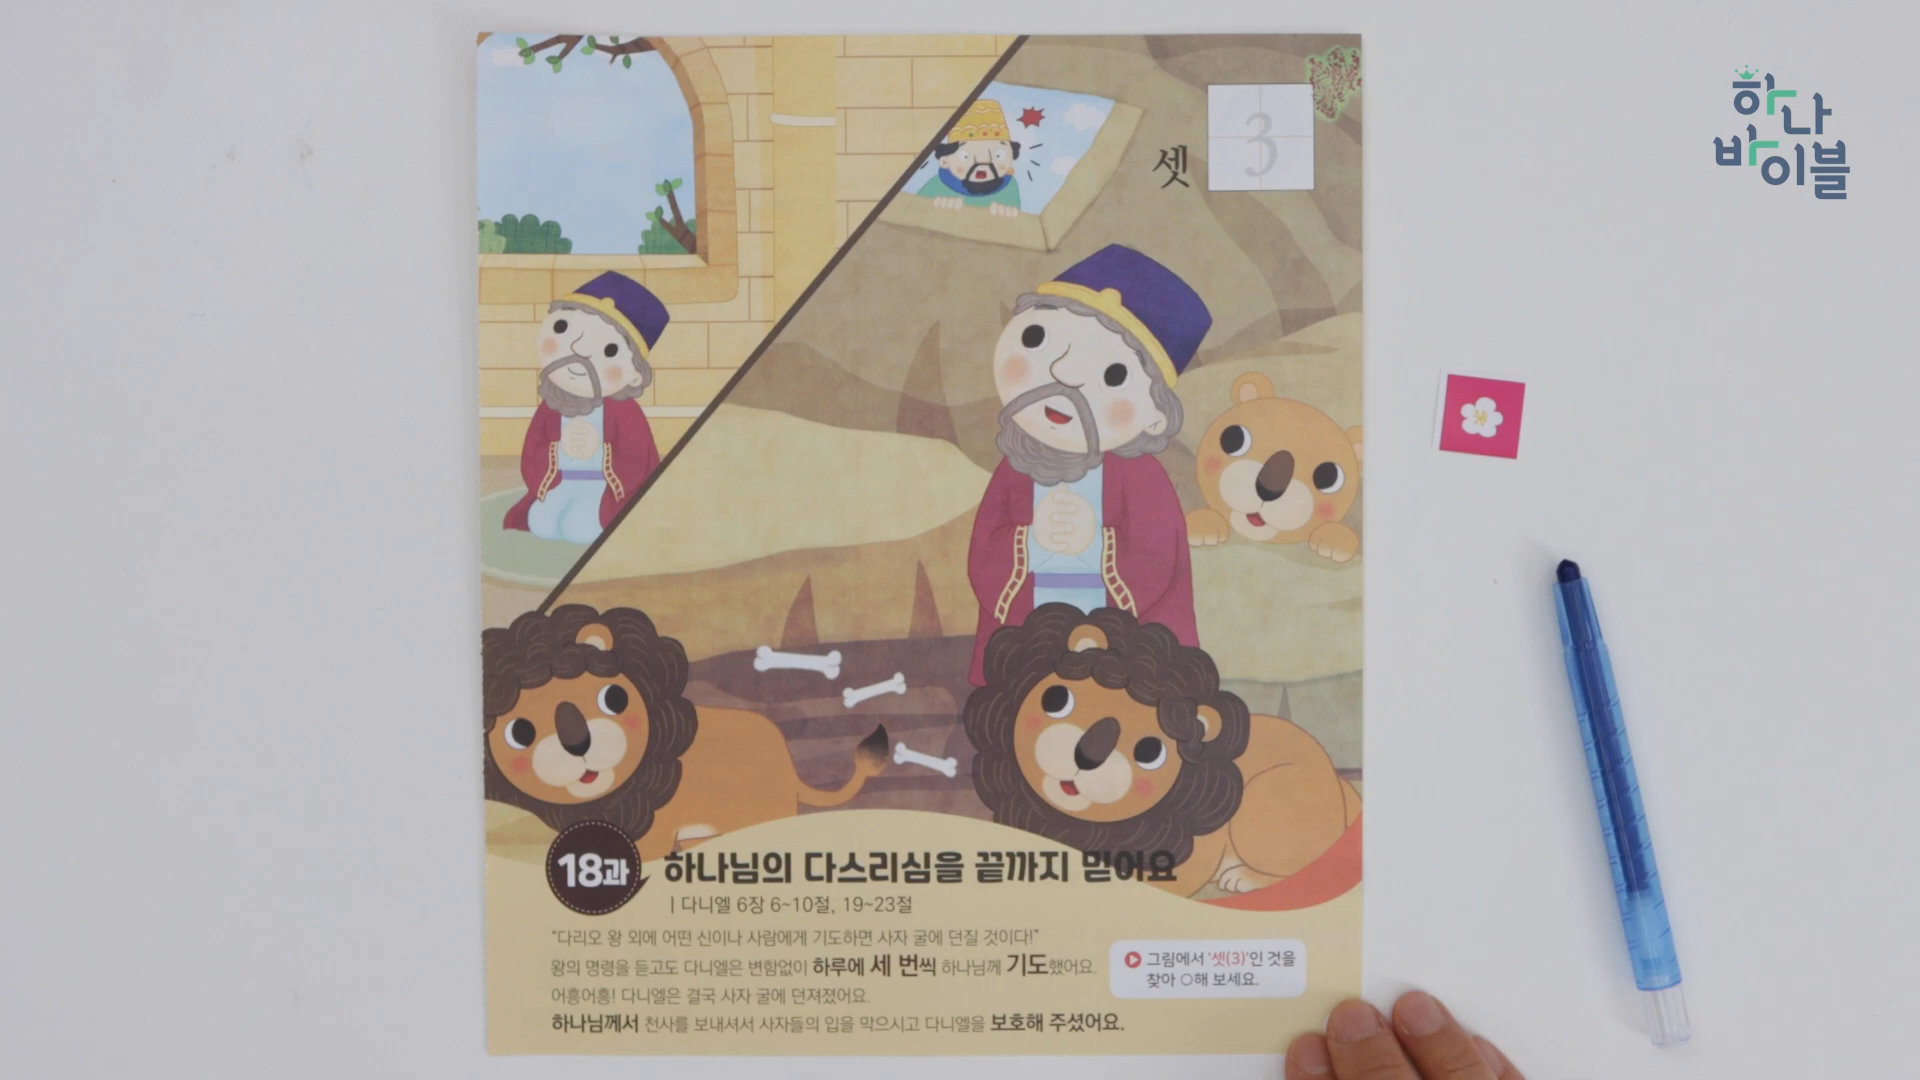 하나
바이블
셋
3
18과
하나님의 다스리심을 끝까지 믿어요
| 다니엘 6장 6~10절, 19~23절
“다리오 왕 외에 어떤 신이나 사람에게 기도하면 사자 굴에 던질 것이다!”
왕의 명령을 듣고도 다니엘은 변함없이 하루에 세 번씩 하나님께 기도했어요.
어흥어흥! 다니엘은 결국 사자 굴에 던져졌어요.
하나님께서 천사를 보내셔서 사자들의 입을 막으시고 다니엘을 보호해 주셨어요.
그림에서 '셋(3)'인 것을
찾아 ○해 보세요.